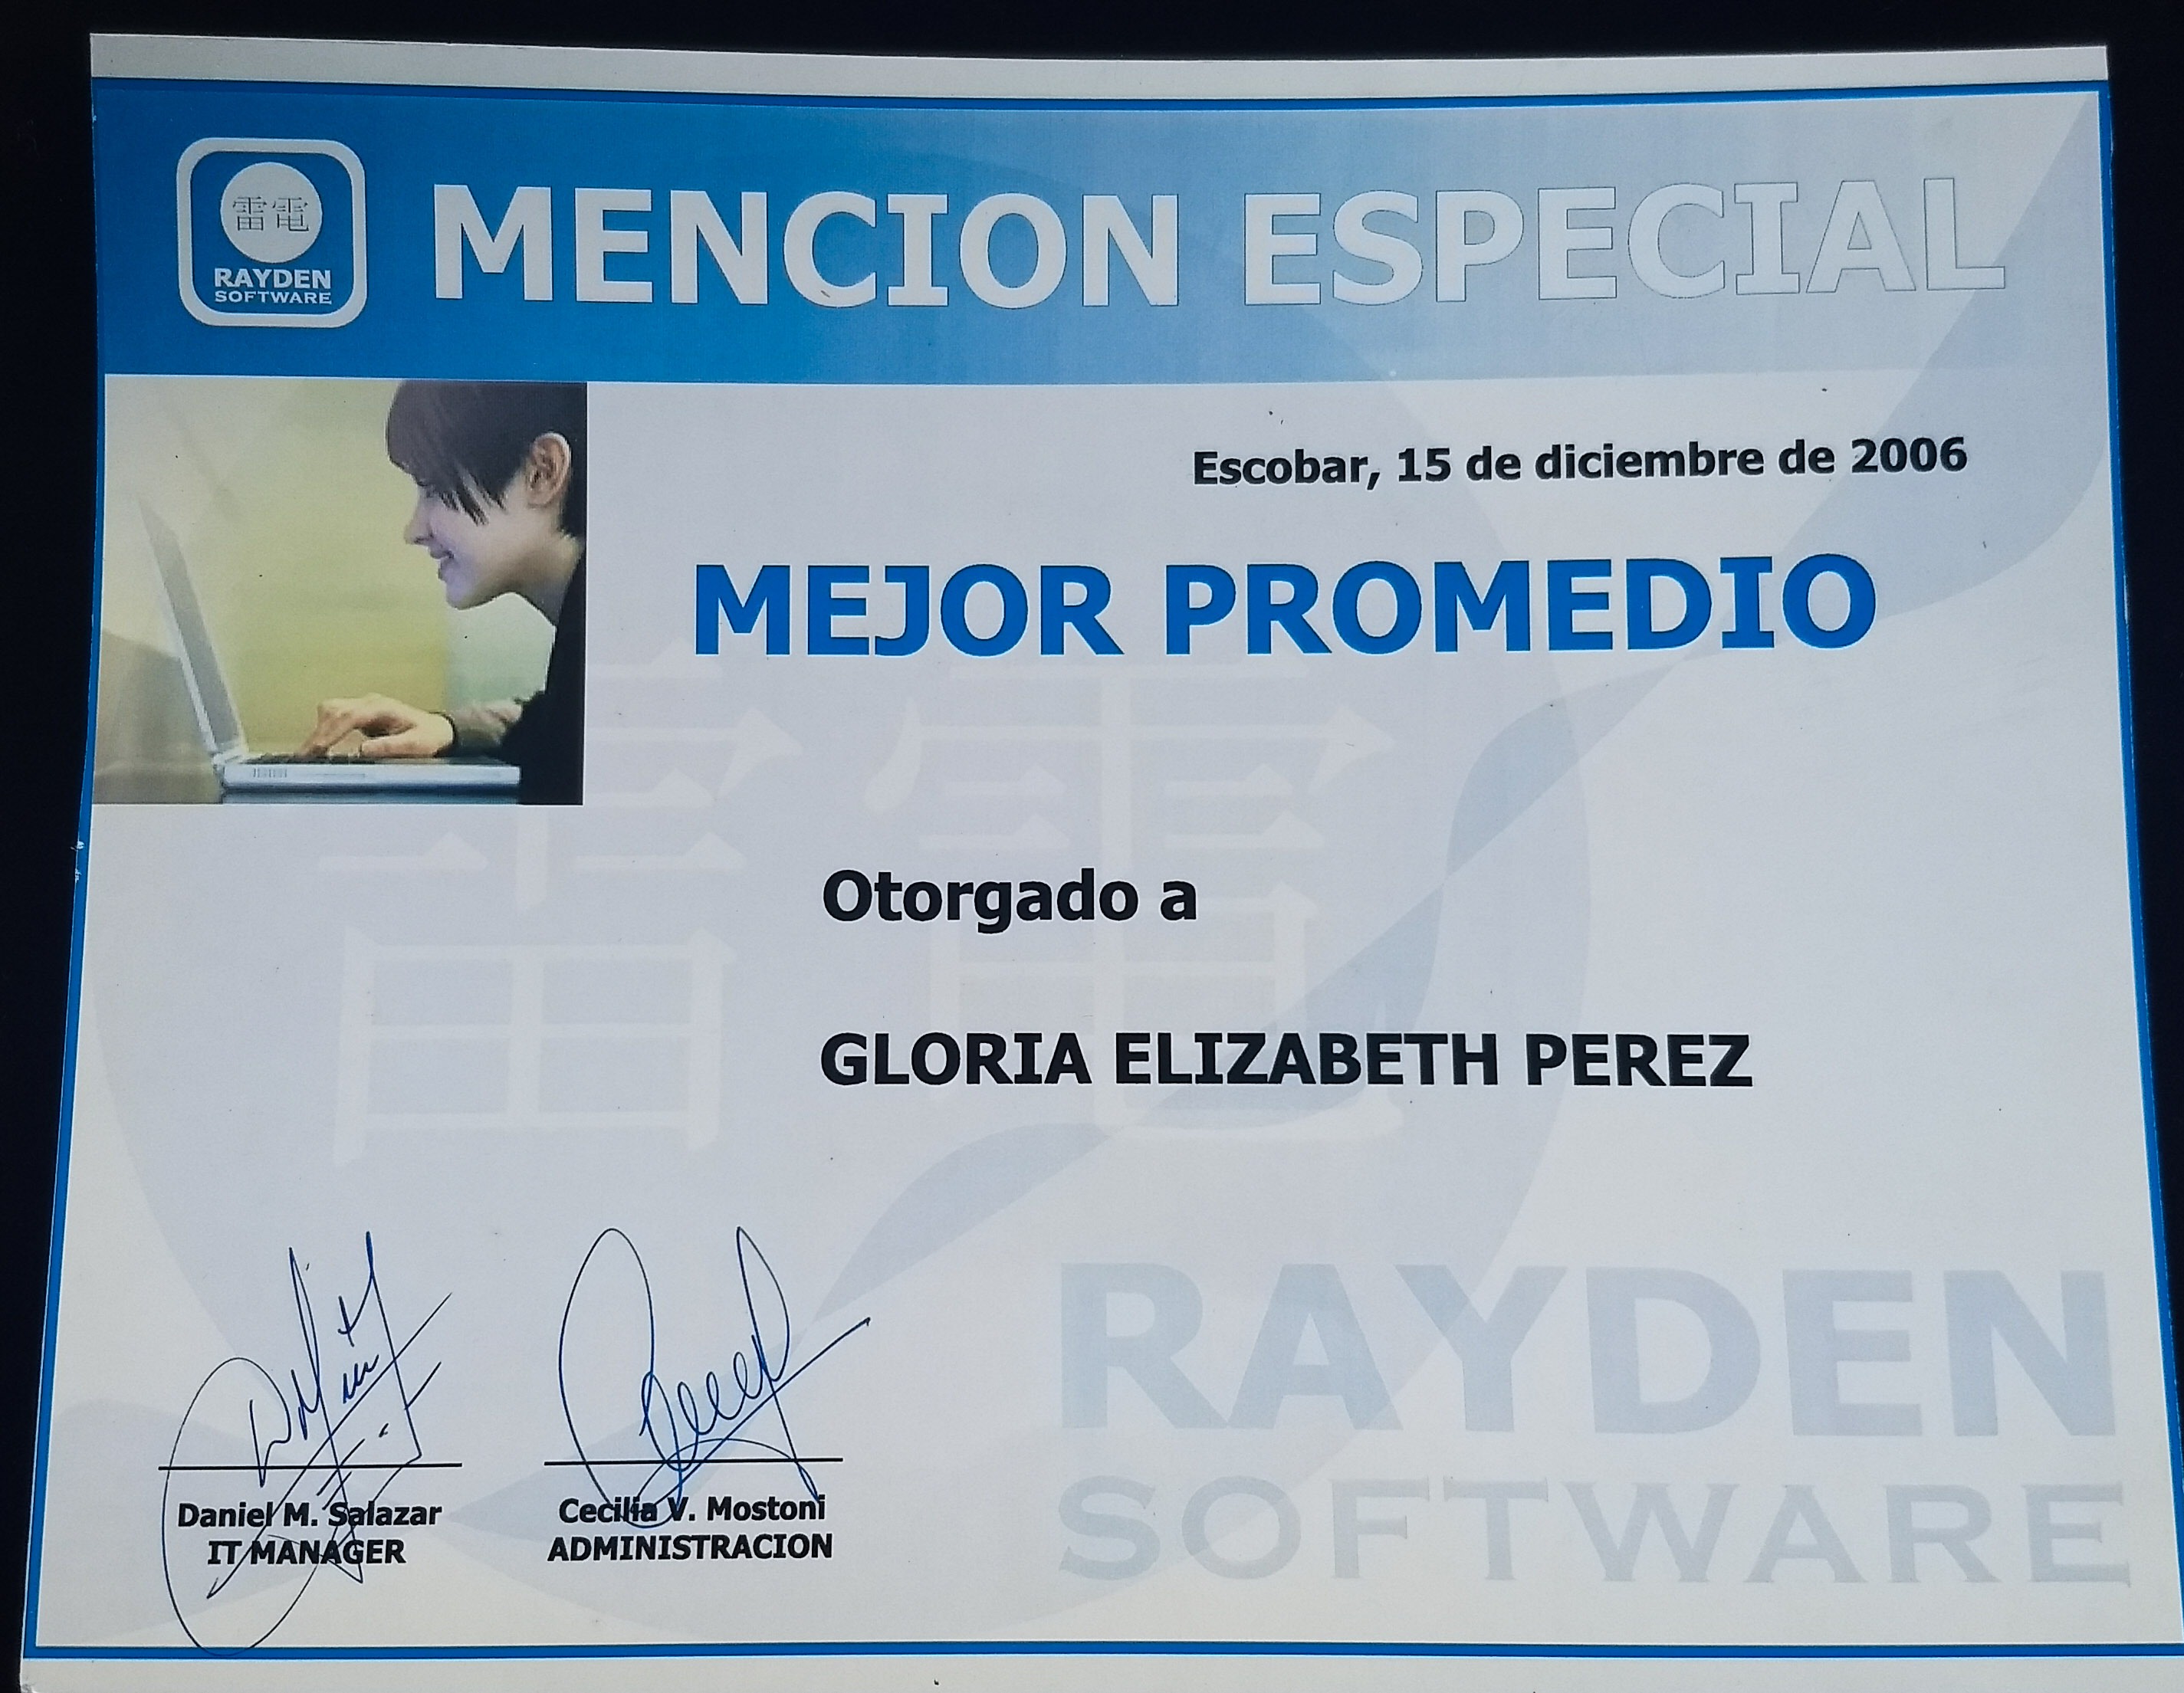 雷電
RAYDEN
SOFTWARE
MENCION ESPECIAL
Escobar, 15 de diciembre de 2006
MEJOR PROMEDIO
雷電
Otorgado a
GLORIA ELIZABETH PEREZ
RAYDEN
SOFTWARE
Daniel M. Salazar
IT MANAGER
Cecilia V. Mostoni
ADMINISTRACION